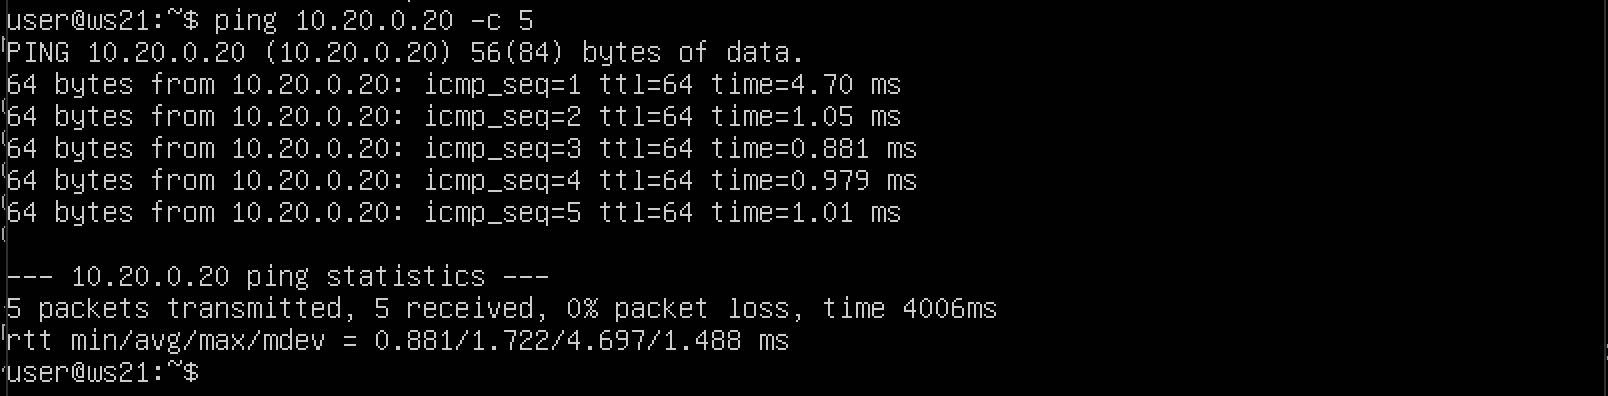 user@ws21:~$ ping 10.20.0.20 -c 5
PING 10.20.0.20 (10.20.0.20) 56(84) bytes of data.
64 bytes from 10.20.0.20: icmp_seq=1 ttl=64 time=4.70 ms
64 bytes from 10.20.0.20: icmp_seq=2 ttl=64 time=1.05 ms
64 bytes from 10.20.0.20: icmp_seq=3 ttl=64 time=0.881 ms
64 bytes from 10.20.0.20: icmp_seq=4 ttl=64 time=0.979 ms
64 bytes from 10.20.0.20: icmp_seq=5 ttl=64 time=1.01 ms

--- 10.20.0.20 ping statistics ---
5 packets transmitted, 5 received, 0% packet loss, time 4006ms
rtt min/avg/max/mdev = 0.881/1.722/4.697/1.488 ms
user@ws21:~$